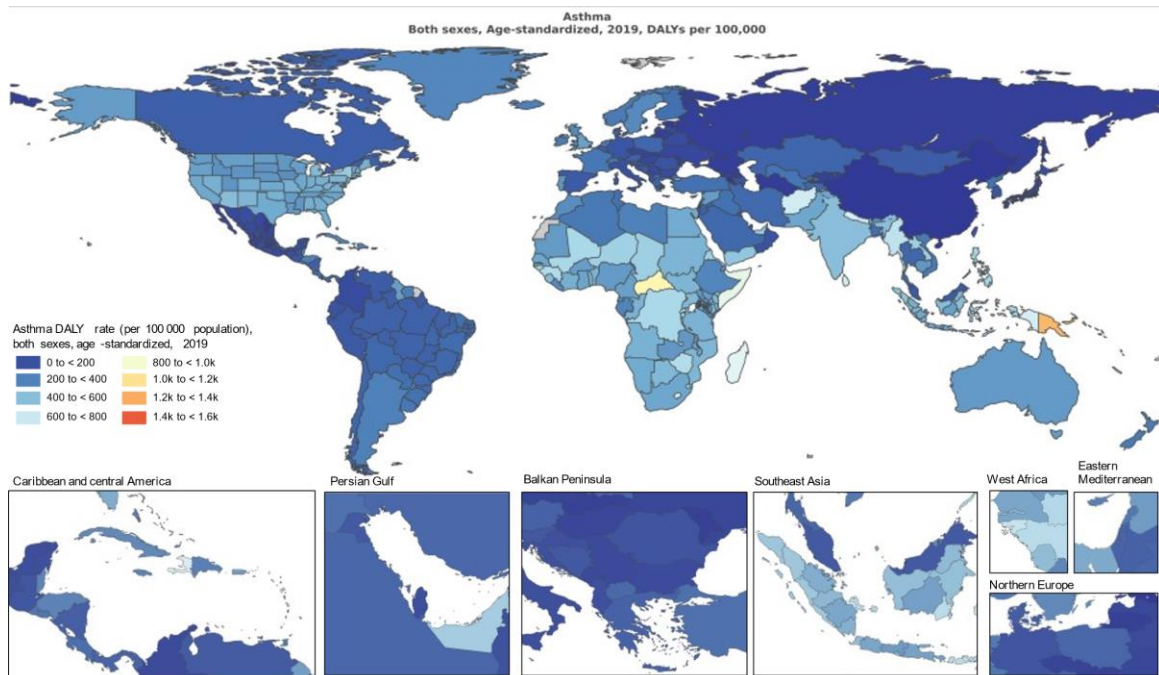 Asthma
Both sexes, Age-standardized, 2019, DALYs per 100,000
Asthma DALY rate (per 100 000 population),
both sexes, age -standardized, 2019
0 to < 200
800 to < 1.0k
200 to < 400
1.0k to < 1.2k
400 to < 600
1.2k to < 1.4k
600 to < 800
1.4k to < 1.6k
Caribbean and central America
Persian Gulf
Balkan Peninsula
Southeast Asia
West Africa
Eastern
Mediterranean
Northern Europe